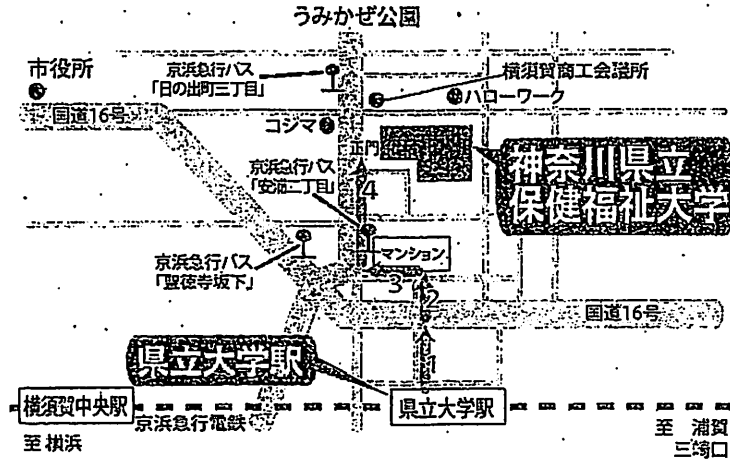 うみかぜ公園
市役所
京浜急行バス
「日の出町三丁目」
横須賀商工会議所
ハローワーク
国道16号
コジマ
正門
神奈川県立
保健福祉大学
京浜急行バス
「安浦二丁目」
4
マンション
京浜急行バス
「聖徳寺坂下」
3
2
国道16号
1
県立大学駅
横須賀中央駅
京浜急行電鉄
県立大学駅
至 横浜
至 浦賀
三崎口